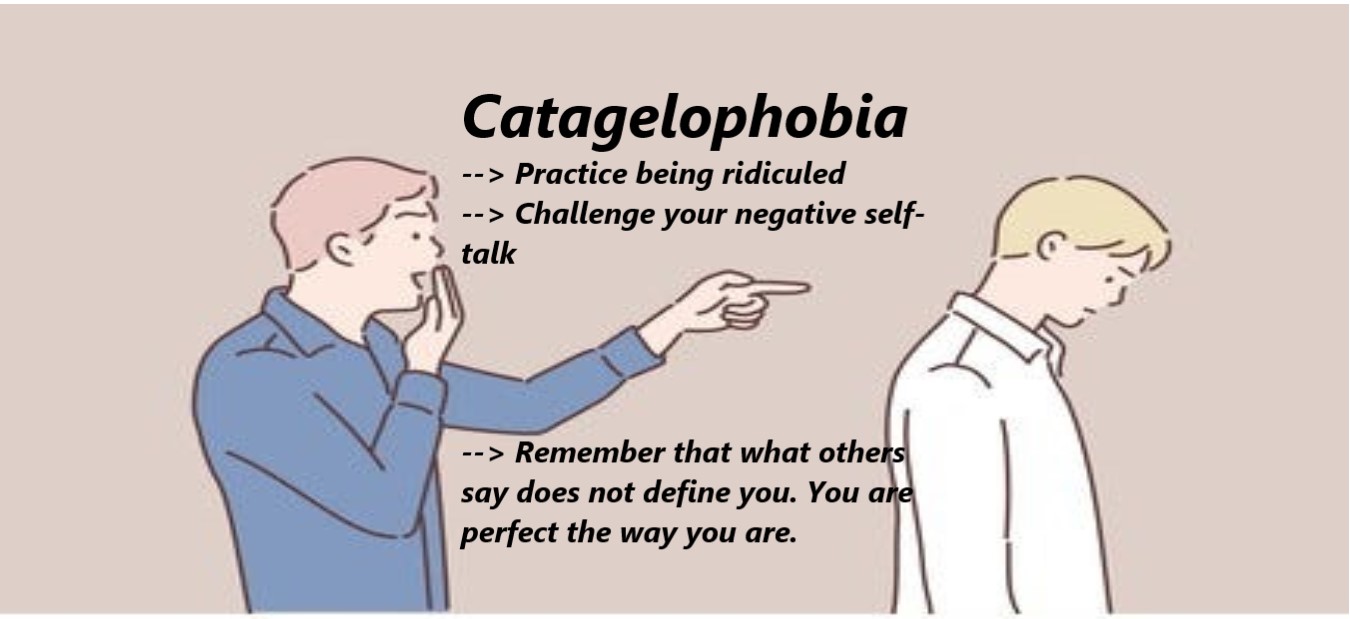 Catagelophobia
--> Practice being ridiculed
--> Challenge your negative self-
talk
--> Remember that what others
say does not define you. You are
perfect the way you are.